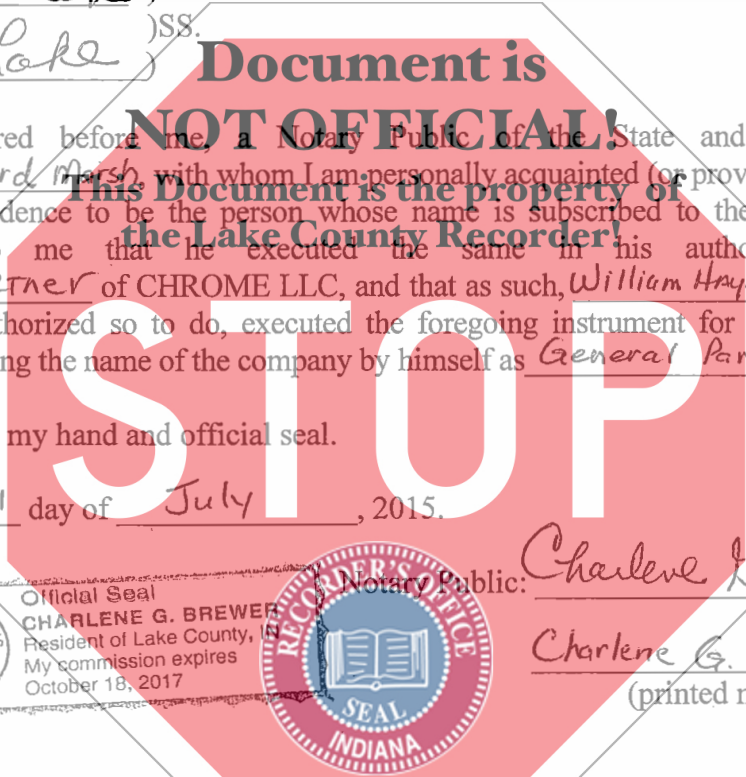 )SS.
Lake )
Document is
NOT OFFICIAL!
red before me, a Notary Public of the State and
rd Marsh, with whom I am personally acquainted (or prov
This Document is the property of
dence to be the person whose name is subscribed to the
the Lake County Recorder!
me that he executed the same in his autho
tner of CHROME LLC, and that as such, William Hay
thorized so to do, executed the foregoing instrument for
ng the name of the company by himself as General Par
STOP
my hand and official seal.
day of July, 2015.
Notary Public: Charlene
Official Seal
CHARLENE G. BREWER
Resident of Lake County, IN
My commission expires
October 18, 2017
RECORDER'S OFFICE
SEAL
INDIANA
Charlene G.
(printed n